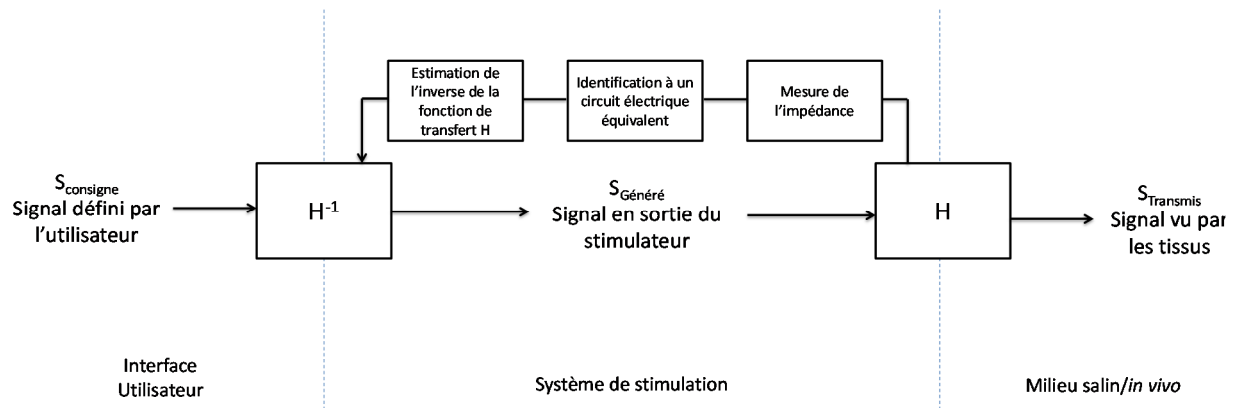 Estimation de
l'inverse de la
fonction de
transfert H
Identification à un
circuit électrique
équivalent
Mesure de
l'impédance
Sconsigne
Signal défini par
l'utilisateur
H-1
SGénéré
Signal en sortie du
stimulateur
H
STransmis
Signal vu par
les tissus
Interface
Utilisateur
Système de stimulation
Milieu salin/in vivo